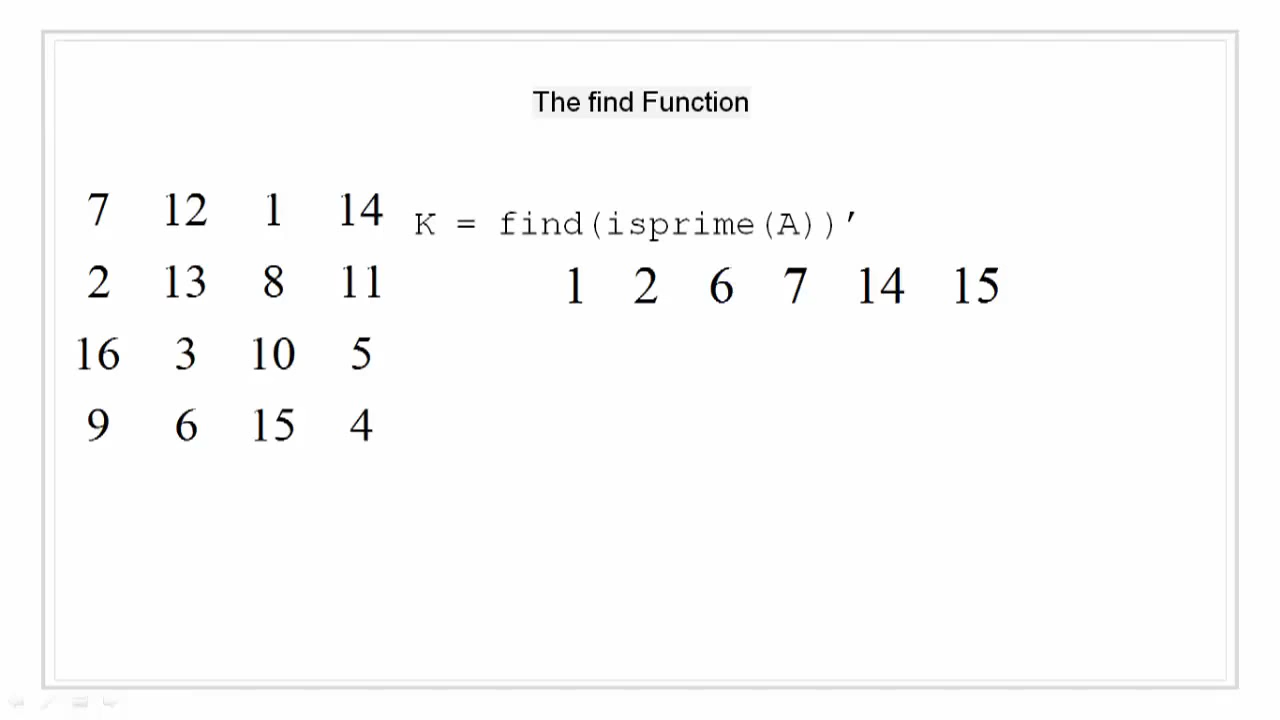 The find Function
7 12 1 14
2 13 8 11
16 3 10 5
9 6 15 4
K = find(isprime(A))′
1 2 6 7 14 15